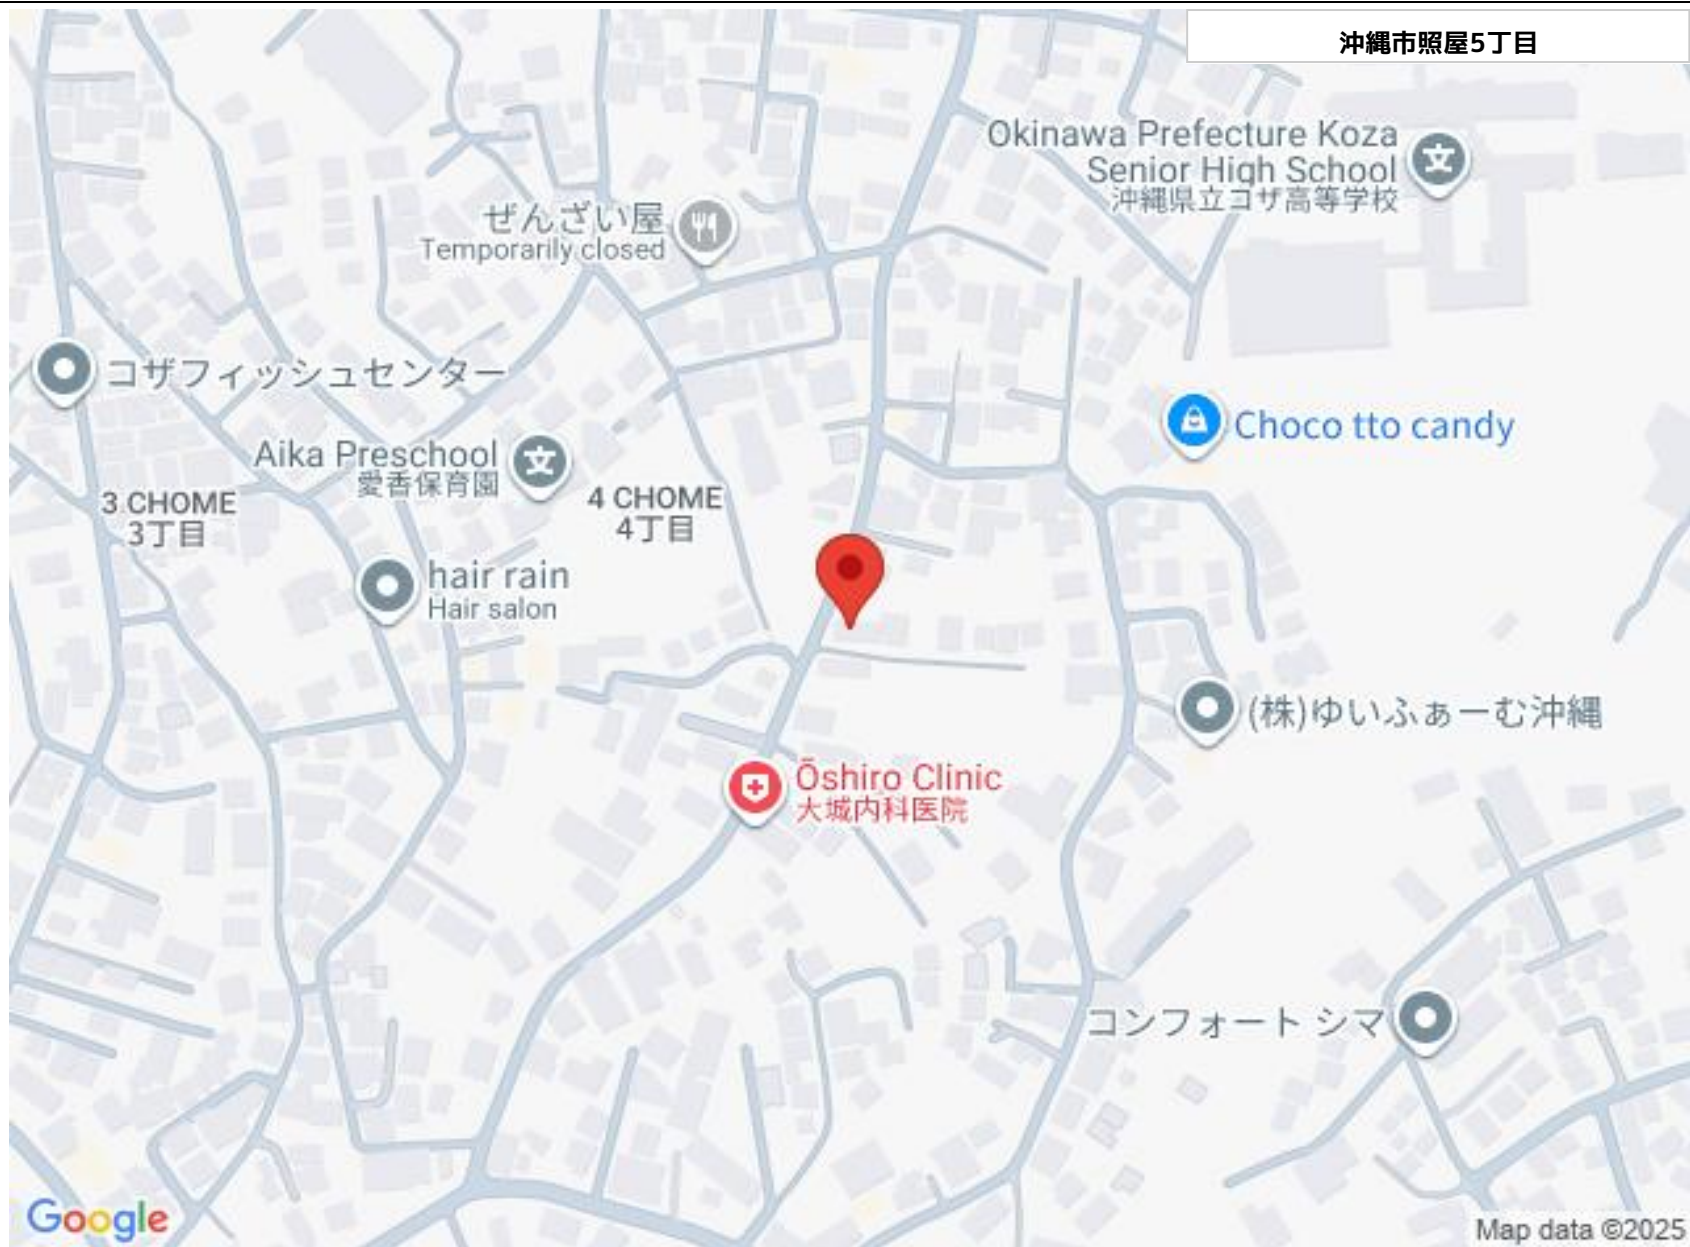 沖縄市照屋5丁目
Okinawa Prefecture Koza
Senior High School
沖縄県立コザ高等学校
ぜんざい屋
Temporarily closed
コザフィッシュセンター
Choco tto candy
Aika Preschool
愛香保育園
3 CHOME
3丁目
4 CHOME
4丁目
hair rain
Hair salon
(株)ゆいふぁーむ沖縄
Ōshiro Clinic
大城内科医院
コンフォート シマ
Google
Map data ©2025